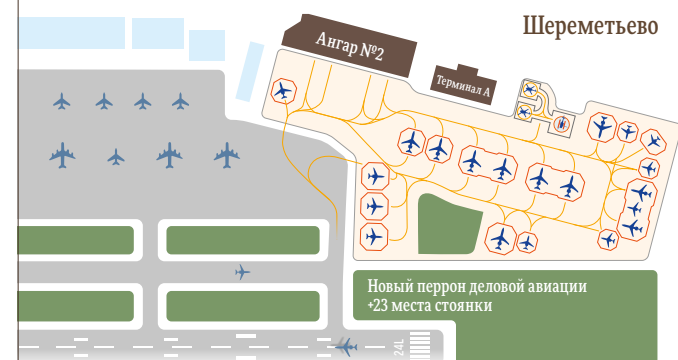 Шереметьево
Ангар №2
Терминал А
Новый перрон деловой авиации
+23 места стоянки
24L